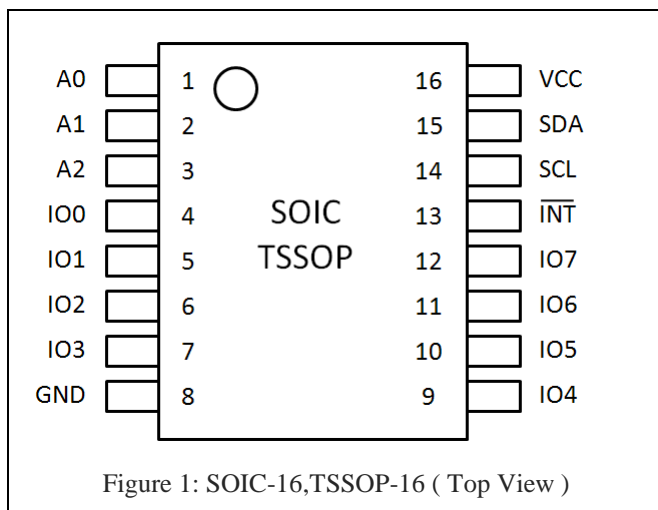 A0 1 16 VCC
A1 2 15 SDA
A2 3 14 SCL
IO0 4 SOIC 13 I̅N̅T̅
IO1 5 TSSOP 12 IO7
IO2 6 11 IO6
IO3 7 10 IO5
GND 8 9 IO4
Figure 1: SOIC-16,TSSOP-16 ( Top View )